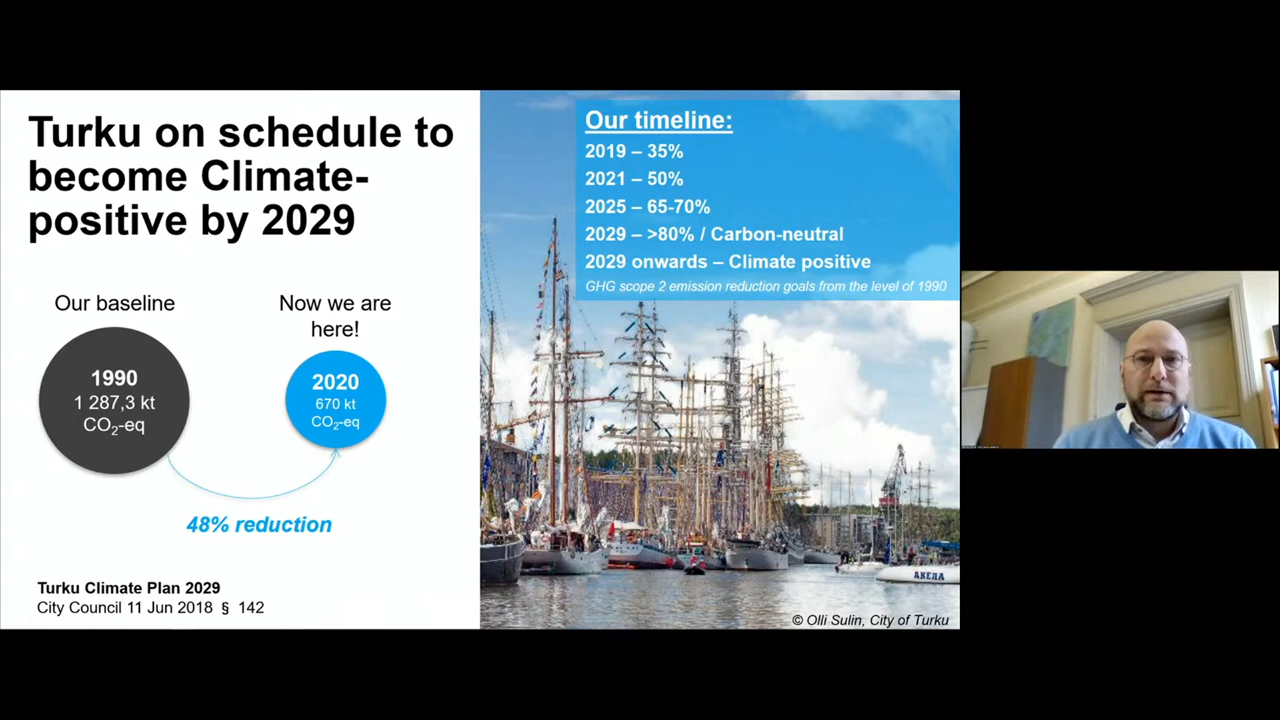 Turku on schedule to
become Climate-
positive by 2029
Our baseline
1990
1 287,3 kt
CO₂-eq
Now we are
here!
2020
670 kt
CO₂-eq
48% reduction
Turku Climate Plan 2029
City Council 11 Jun 2018 § 142
Our timeline:
2019 – 35%
2021 – 50%
2025 – 65-70%
2029 – >80% / Carbon-neutral
2029 onwards – Climate positive
GHG scope 2 emission reduction goals from the level of 1990
АКЕЛА
© Olli Sulin, City of Turku